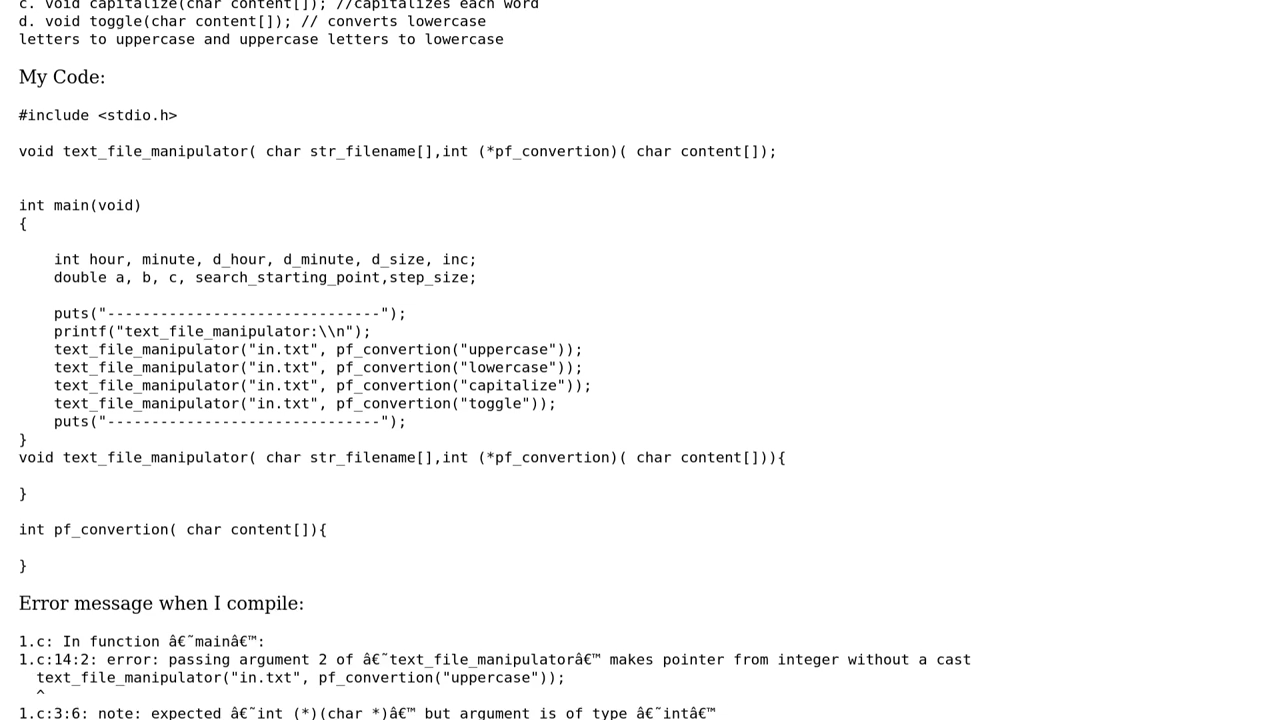 c. void capitalize(char content[]); //capitalizes each word
d. void toggle(char content[]); // converts lowercase
letters to uppercase and uppercase letters to lowercase
My Code:
#include <stdio.h>
void text_file_manipulator( char str_filename[],int (*pf_convertion)( char content[]);
int main(void)
{
    int hour, minute, d_hour, d_minute, d_size, inc;
    double a, b, c, search_starting_point,step_size;
    puts("-------------------------------");
    printf("text_file_manipulator:\\n");
    text_file_manipulator("in.txt", pf_convertion("uppercase"));
    text_file_manipulator("in.txt", pf_convertion("lowercase"));
    text_file_manipulator("in.txt", pf_convertion("capitalize"));
    text_file_manipulator("in.txt", pf_convertion("toggle"));
    puts("-------------------------------");
}
void text_file_manipulator( char str_filename[],int (*pf_convertion)( char content[])){
}
int pf_convertion( char content[]){
}
Error message when I compile:
1.c: In function â€˜mainâ€™:
1.c:14:2: error: passing argument 2 of â€˜text_file_manipulatorâ€™ makes pointer from integer without a cast
  text_file_manipulator("in.txt", pf_convertion("uppercase"));
  ^
1.c:3:6: note: expected â€˜int (*)(char *)â€™ but argument is of type â€˜intâ€™